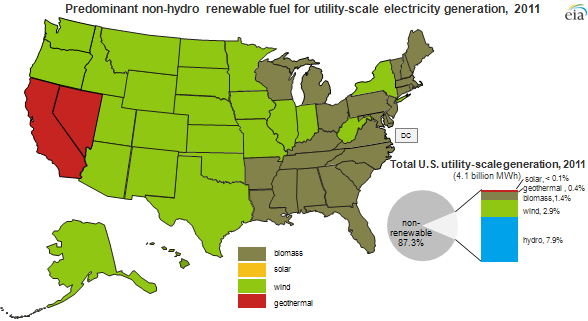 Predominant non-hydro renewable fuel for utility-scale electricity generation, 2011
eia
DC
Total U.S. utility-scale generation, 2011
(4.1 billion MWh)
solar, < 0.1%
geothermal , 0.4%
biomass,1.4%
wind, 2.9%
non-
renewable
87.3%
hydro, 7.9%
biomass
solar
wind
geothermal